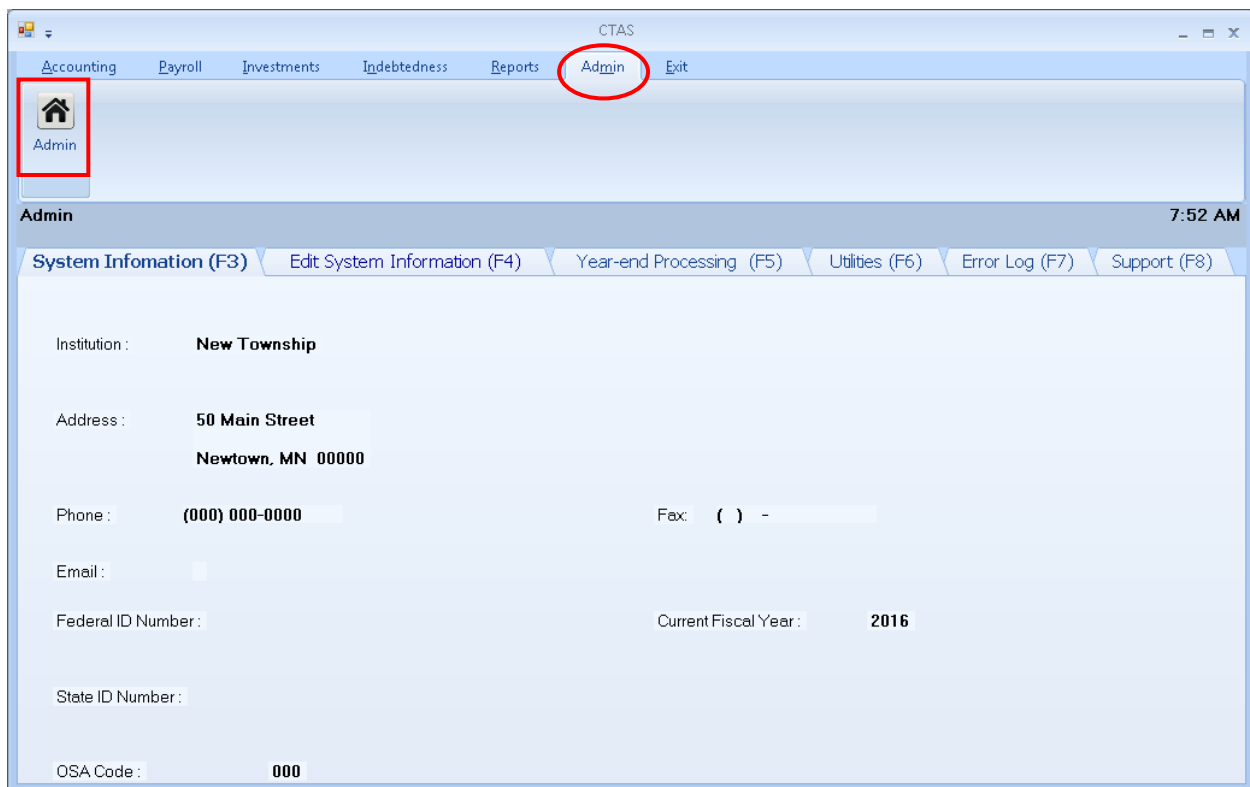 CTAS
Accounting Payroll Investments Indebtedness Reports Admin Exit
Admin
Admin 7:52 AM
System Infomation (F3) Edit System Information (F4) Year-end Processing (F5) Utilities (F6) Error Log (F7) Support (F8)
Institution : New Township
Address : 50 Main Street
Newtown, MN 00000
Phone : (000) 000-0000 Fax: ( ) -
Email :
Federal ID Number : Current Fiscal Year : 2016
State ID Number :
OSA Code : 000